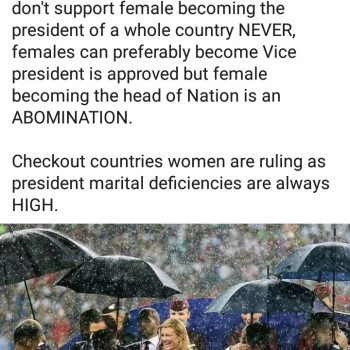 don't support female becoming the
president of a whole country NEVER,
females can preferably become Vice
president is approved but female
becoming the head of Nation is an
ABOMINATION.
Checkout countries women are ruling as
president marital deficiencies are always
HIGH.